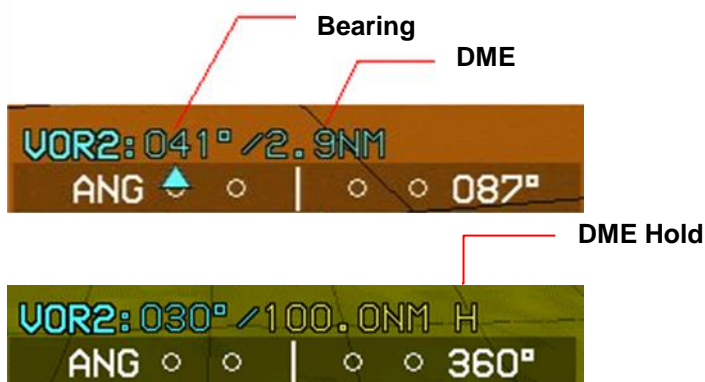 Bearing
DME
VOR2:041°/2.9NM
ANG 087°
DME Hold
VOR2:030°/100.0NM H
ANG 360°